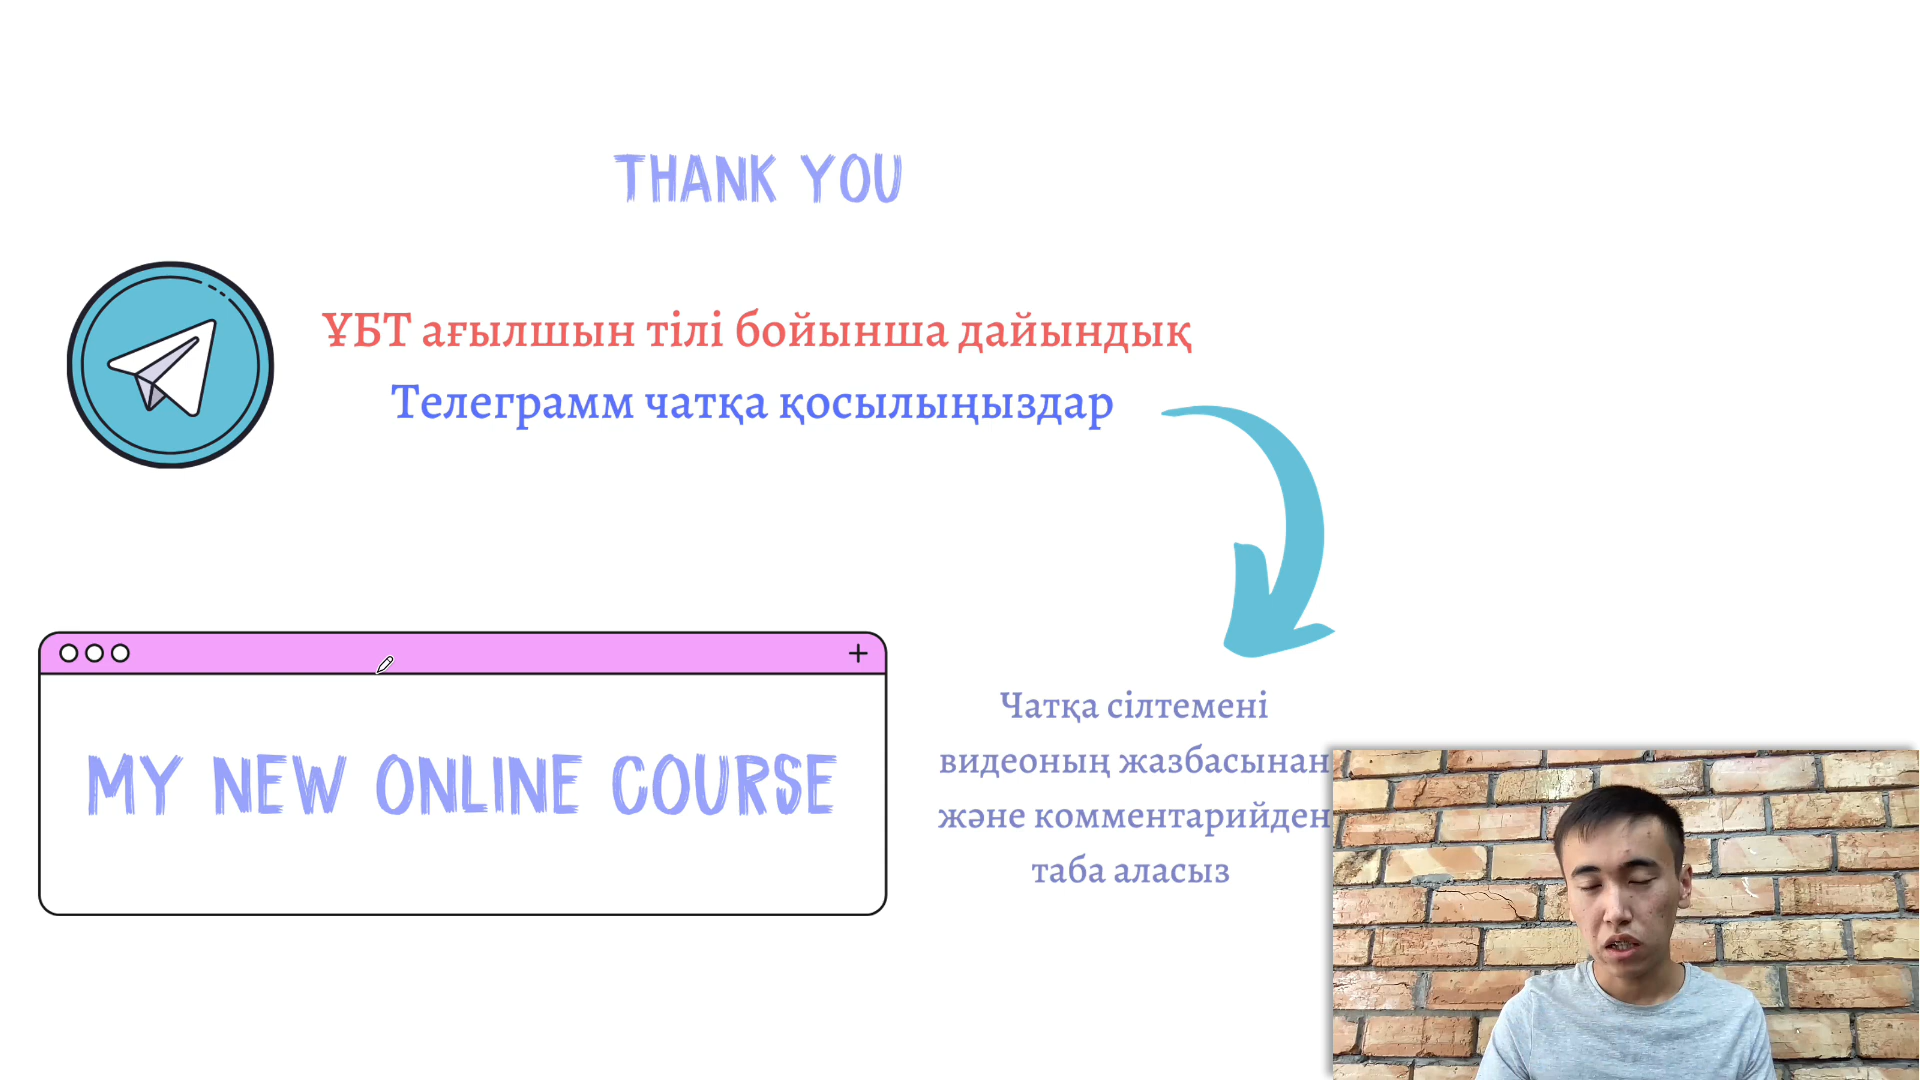 THANK YOU
ҰБТ ағылшын тілі бойынша дайындық
Телеграмм чатқа қосылыңыздар
MY NEW ONLINE COURSE
Чатқа сілтемені
видеоның жазбасынан
және комментарийден
таба аласыз